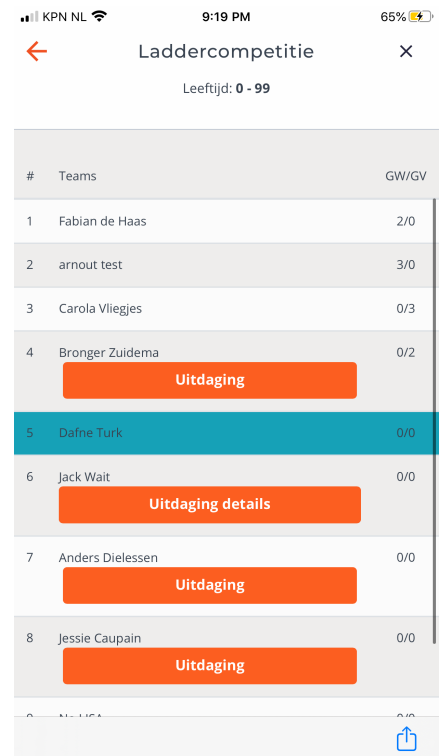 KPN NL 9:19 PM 65%
Laddercompetitie
Leeftijd: 0 - 99
# Teams GW/GV
1 Fabian de Haas 2/0
2 arnout test 3/0
3 Carola Vliegjes 0/3
4 Bronger Zuidema 0/2
Uitdaging
5 Dafne Turk 0/0
6 Jack Wait 0/0
Uitdaging details
7 Anders Dielessen 0/0
Uitdaging
8 Jessie Caupain 0/0
Uitdaging